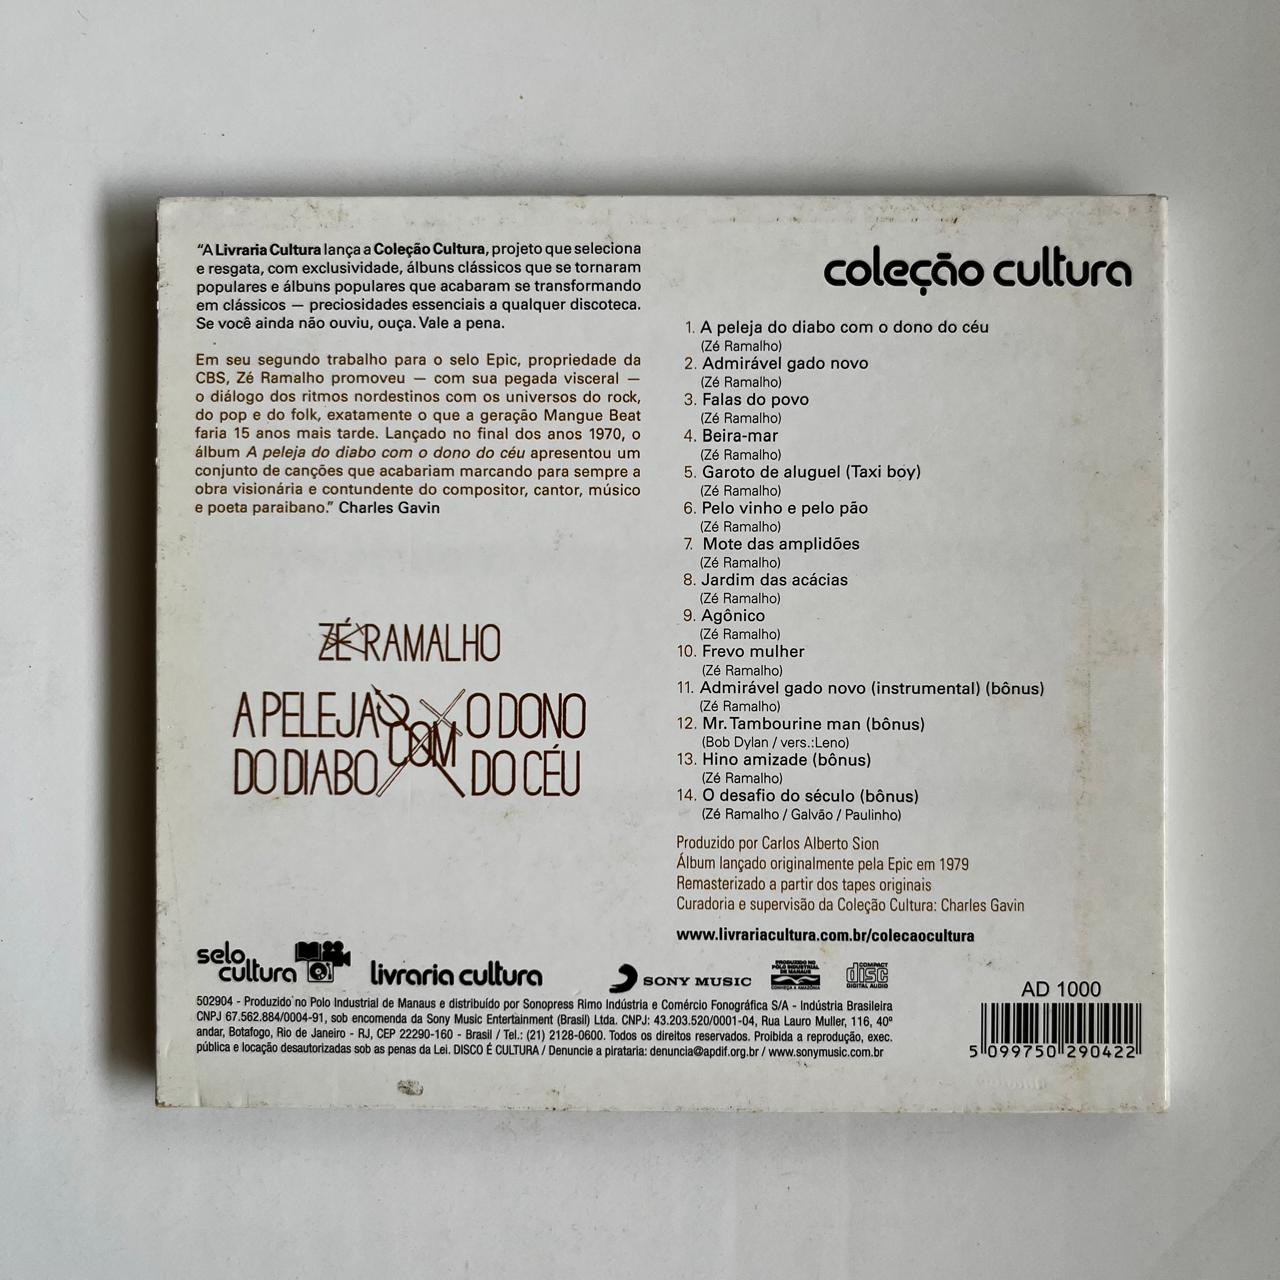 “A Livraria Cultura lança a Coleção Cultura, projeto que seleciona
e resgata, com exclusividade, álbuns clássicos que se tornaram
populares e álbuns populares que acabaram se transformando
em clássicos — preciosidades essenciais a qualquer discoteca.
Se você ainda não ouviu, ouça. Vale a pena.
Em seu segundo trabalho para o selo Epic, propriedade da
CBS, Zé Ramalho promoveu — com sua pegada visceral —
o diálogo dos ritmos nordestinos com os universos do rock,
do pop e do folk, exatamente o que a geração Mangue Beat
faria 15 anos mais tarde. Lançado no final dos anos 1970, o
álbum A peleja do diabo com o dono do céu apresentou um
conjunto de canções que acabariam marcando para sempre a
obra visionária e contundente do compositor, cantor, músico
e poeta paraibano.” Charles Gavin
ZÉ RAMALHO
A PELEJA
DO DIABO
COM
O DONO
DO CÉU
coleção cultura
1. A peleja do diabo com o dono do céu
(Zé Ramalho)
2. Admirável gado novo
(Zé Ramalho)
3. Falas do povo
(Zé Ramalho)
4. Beira-mar
(Zé Ramalho)
5. Garoto de aluguel (Taxi boy)
(Zé Ramalho)
6. Pelo vinho e pelo pão
(Zé Ramalho)
7. Mote das amplidões
(Zé Ramalho)
8. Jardim das acácias
(Zé Ramalho)
9. Agônico
(Zé Ramalho)
10. Frevo mulher
(Zé Ramalho)
11. Admirável gado novo (instrumental) (bônus)
(Zé Ramalho)
12. Mr. Tambourine man (bônus)
(Bob Dylan / vers.:Leno)
13. Hino amizade (bônus)
(Zé Ramalho)
14. O desafio do século (bônus)
(Zé Ramalho / Galvão / Paulinho)
Produzido por Carlos Alberto Sion
Álbum lançado originalmente pela Epic em 1979
Remasterizado a partir dos tapes originais
Curadoria e supervisão da Coleção Cultura: Charles Gavin
www.livrariacultura.com.br/colecaocultura
selo
cultura
livraria cultura
SONY MUSIC
PRODUZIDO NO
PÓLO INDUSTRIAL
DE MANAUS
CONHEÇA A AMAZÔNIA
COMPACT
disc
DIGITAL AUDIO
502904 - Produzido no Polo Industrial de Manaus e distribuído por Sonopress Rimo Indústria e Comércio Fonográfica S/A - Indústria Brasileira
CNPJ 67.562.884/0004-91, sob encomenda da Sony Music Entertainment (Brasil) Ltda. CNPJ: 43.203.520/0001-04, Rua Lauro Muller, 116, 40º
andar, Botafogo, Rio de Janeiro - RJ, CEP 22290-160 - Brasil / Tel.: (21) 2128-0600. Todos os direitos reservados. Proibida a reprodução, exec.
pública e locação desautorizadas sob as penas da Lei. DISCO É CULTURA / Denuncie a pirataria: denuncia@apdif.org.br / www.sonymusic.com.br
AD 1000
5 099750 290422